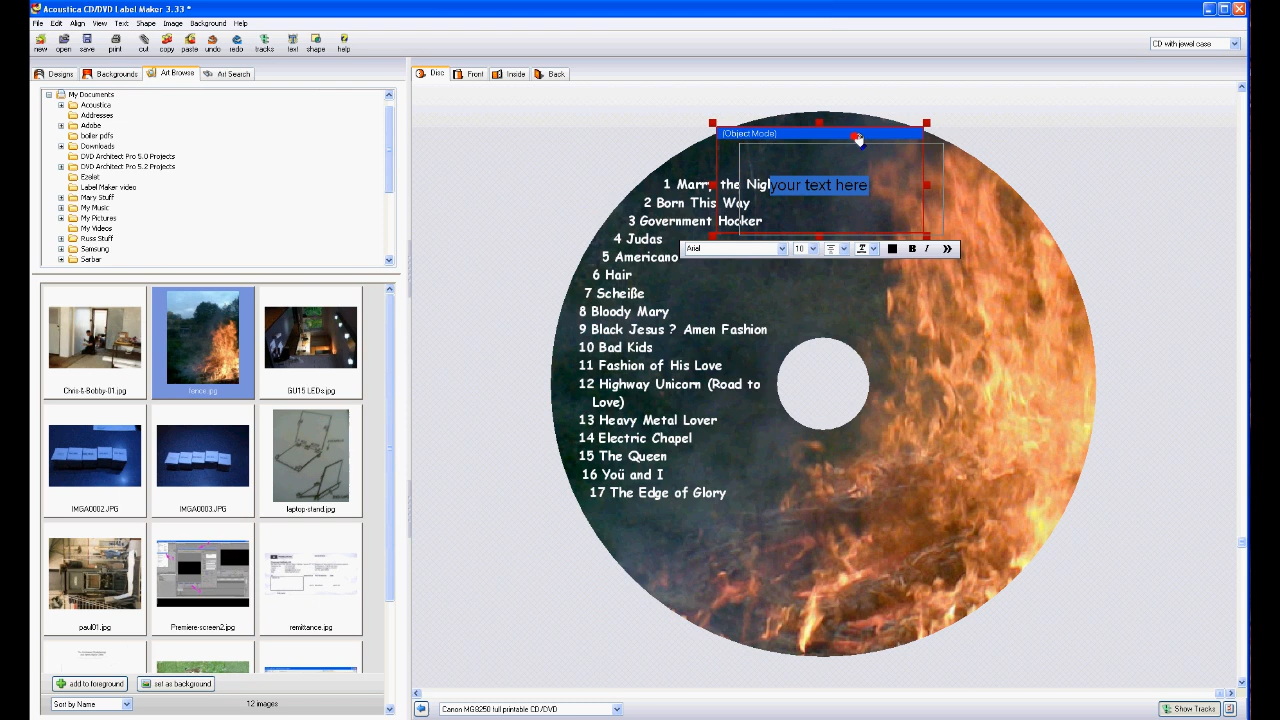 Acoustica CD/DVD Label Maker 3.33 *
File Edit Align View Text Shape Image Background Help
new open save print cut copy paste undo redo tracks text shape help
CD with jewel case
Designs Backgrounds Art Browse Art Search
Disc Front Inside
My Documents
Acoustica
Addresses
Adobe
boiler pdfs
DVD Architect Pro 5.0 Projects
DVD Architect Pro 5.2 Projects
Ezelet
Label Maker video
Mary Stuff
My Music
My Pictures
My Videos
Russ Stuff
Samsung
Chris-&-Bobby-01.jpg
fence.jpg
GU15 LEDs.jpg
IMGA0002.JPG
IMGA0003.JPG
laptop-stand.jpg
paul01.jpg
Premiere-screen2.jpg
remittance.jpg
add to foreground
set as background
Sort by Name
12 images
(Object Mode)
your text here
Arial 10 B I »
1 Marry the Nigh
2 Born This Way
3 Government Hooker
4 Judas
5 Americano
6 Hair
7 Scheiße
8 Bloody Mary
9 Black Jesus ? Amen Fashion
10 Bad Kids
11 Fashion of His Love
12 Highway Unicorn (Road to
Love)
13 Heavy Metal Lover
14 Electric Chapel
15 The Queen
16 Yoü and I
17 The Edge of Glory
Canon MG8250 full printable CD/DVD
Show Tracks